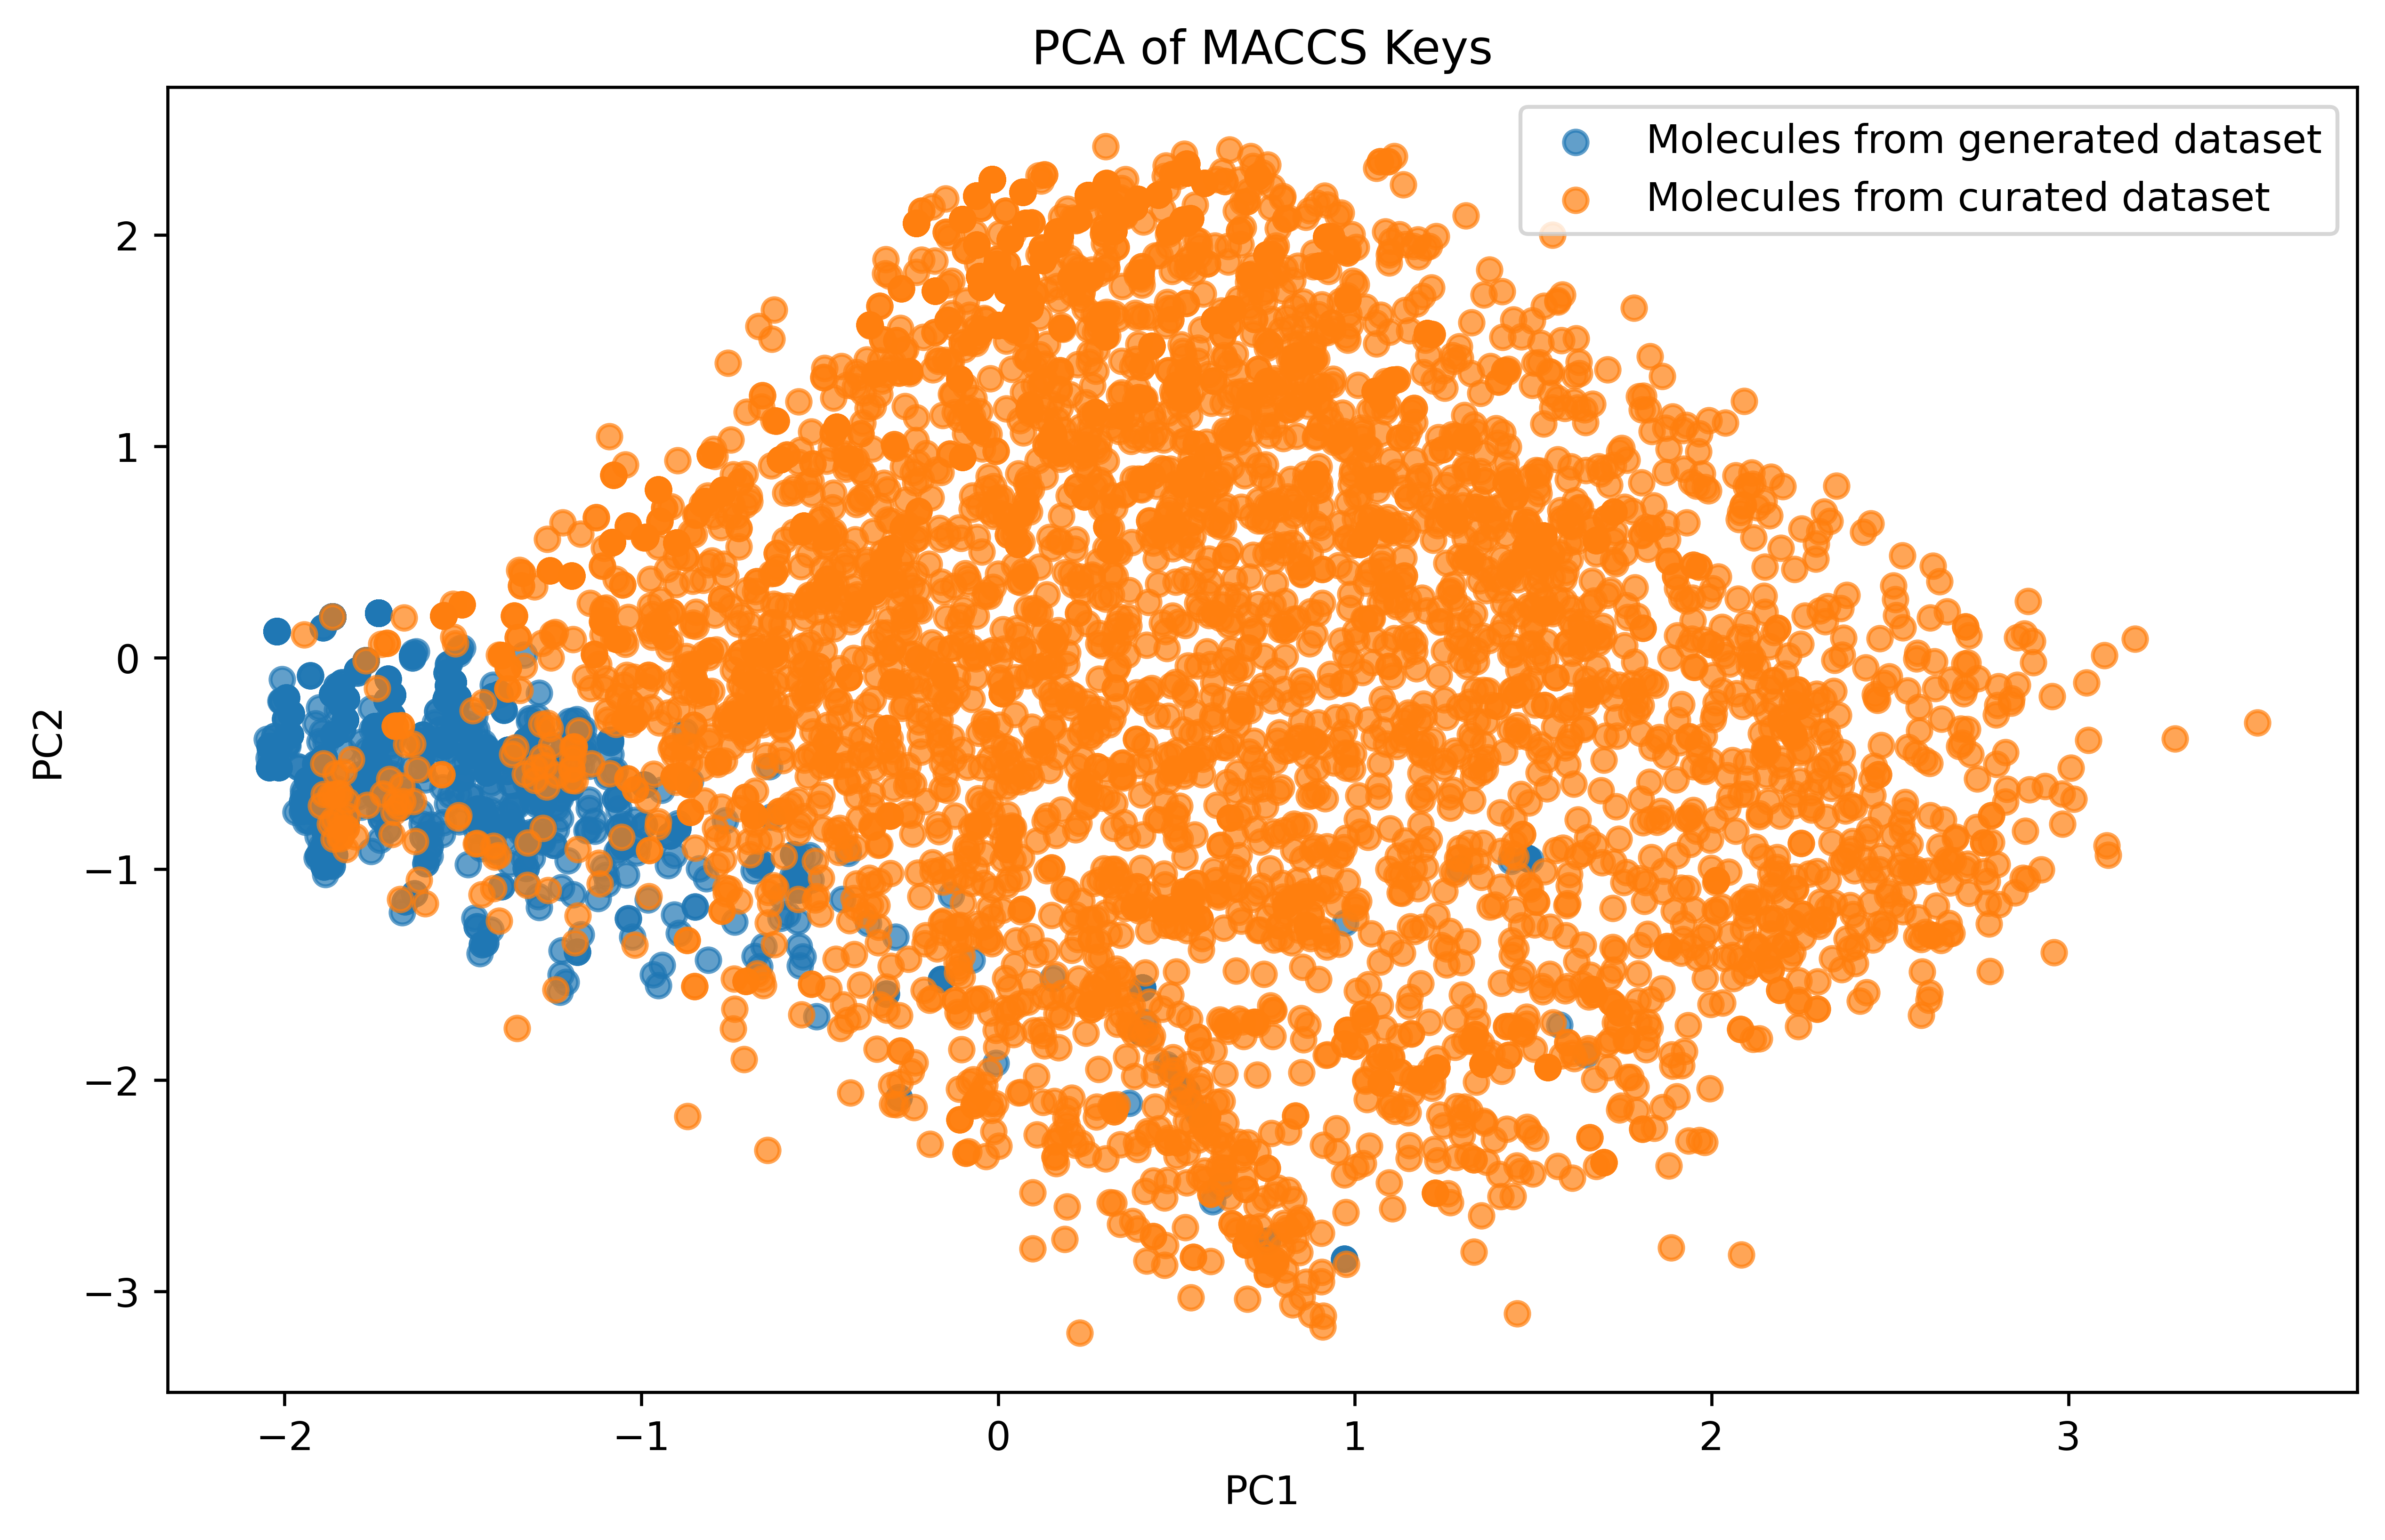 PCA of MACCS Keys
Molecules from generated dataset
Molecules from curated dataset
2
1
0
−1
−2
−3
PC2
−2
−1
0
1
2
3
PC1